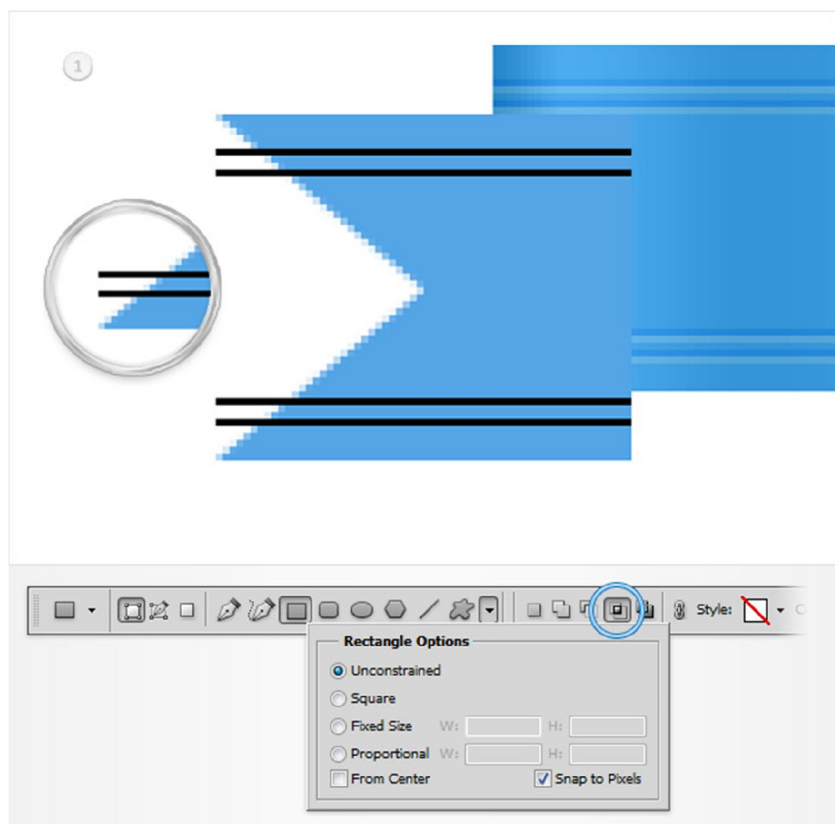 1
Style:
Rectangle Options
Unconstrained
Square
Fixed Size W: H:
Proportional W: H:
From Center Snap to Pixels